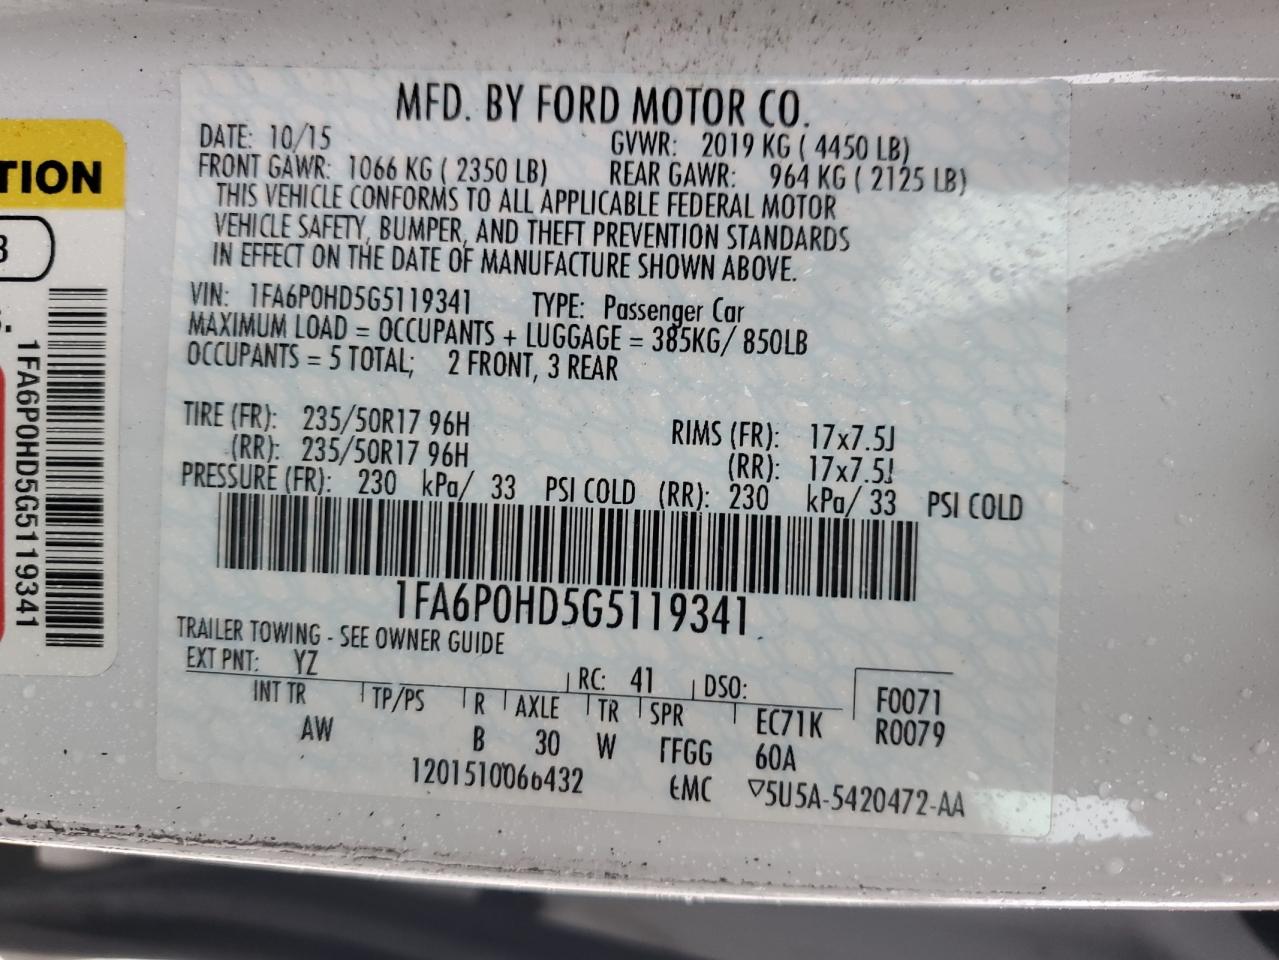 MFD. BY FORD MOTOR CO.
DATE: 10/15 GVWR: 2019 KG ( 4450 LB)
FRONT GAWR: 1066 KG ( 2350 LB) REAR GAWR: 964 KG ( 2125 LB)
THIS VEHICLE CONFORMS TO ALL APPLICABLE FEDERAL MOTOR
VEHICLE SAFETY, BUMPER, AND THEFT PREVENTION STANDARDS
IN EFFECT ON THE DATE OF MANUFACTURE SHOWN ABOVE.
VIN: 1FA6P0HD5G5119341 TYPE: Passenger Car
MAXIMUM LOAD = OCCUPANTS + LUGGAGE = 385KG/ 850LB
OCCUPANTS = 5 TOTAL; 2 FRONT, 3 REAR
TIRE (FR): 235/50R17 96H RIMS (FR): 17x7.5J
(RR): 235/50R17 96H (RR): 17x7.5J
PRESSURE (FR): 230 kPa/ 33 PSI COLD (RR): 230 kPa/ 33 PSI COLD
1FA6P0HD5G5119341
TRAILER TOWING - SEE OWNER GUIDE
EXT PNT: YZ RC: 41 DSO: F0071
INT TR TP/PS R AXLE TR SPR EC71K R0079
AW B 30 W 60A
EMC ▽5U5A-5420472-AA
TION
1FA6P0HD5G5119341